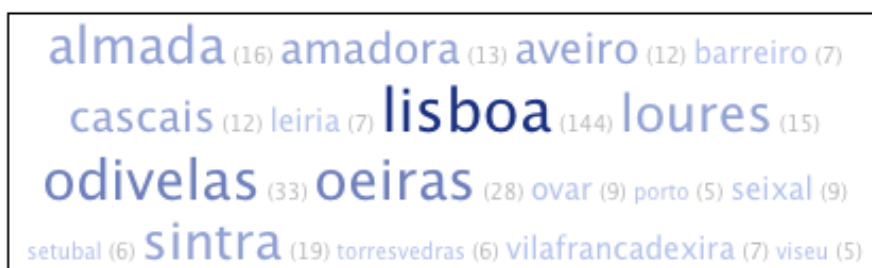 almada (16) amadora (13) aveiro (12) barreiro (7)
cascais (12) leiria (7) lisboa (144) loures (15)
odivelas (33) oeiras (28) ovar (9) porto (5) seixal (9)
setubal (6) sintra (19) torresvedras (6) vilafrancadexira (7) viseu (5)